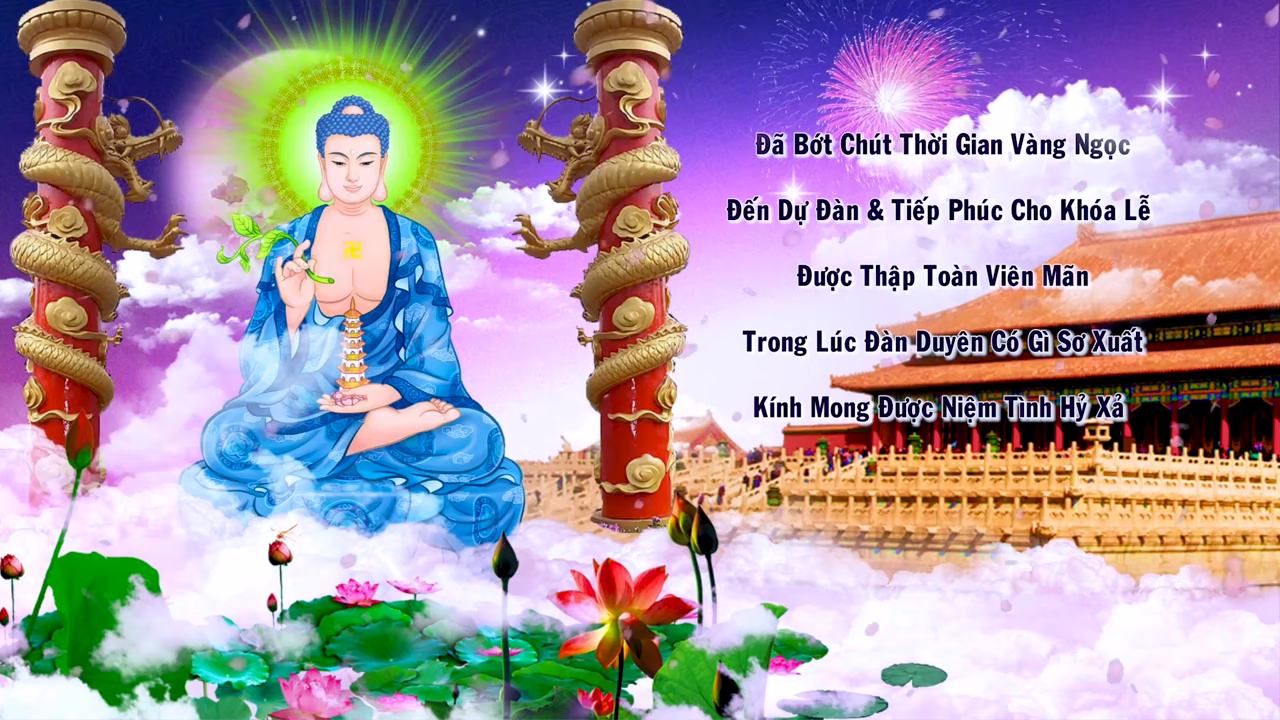 Đã Bớt Chút Thời Gian Vàng Ngọc
Đến Dự Đàn & Tiếp Phúc Cho Khóa Lễ
Được Thập Toàn Viên Mãn
Trong Lúc Đàn Duyên Có Gì Sơ Xuất
Kính Mong Được Niệm Tình Hỷ Xả